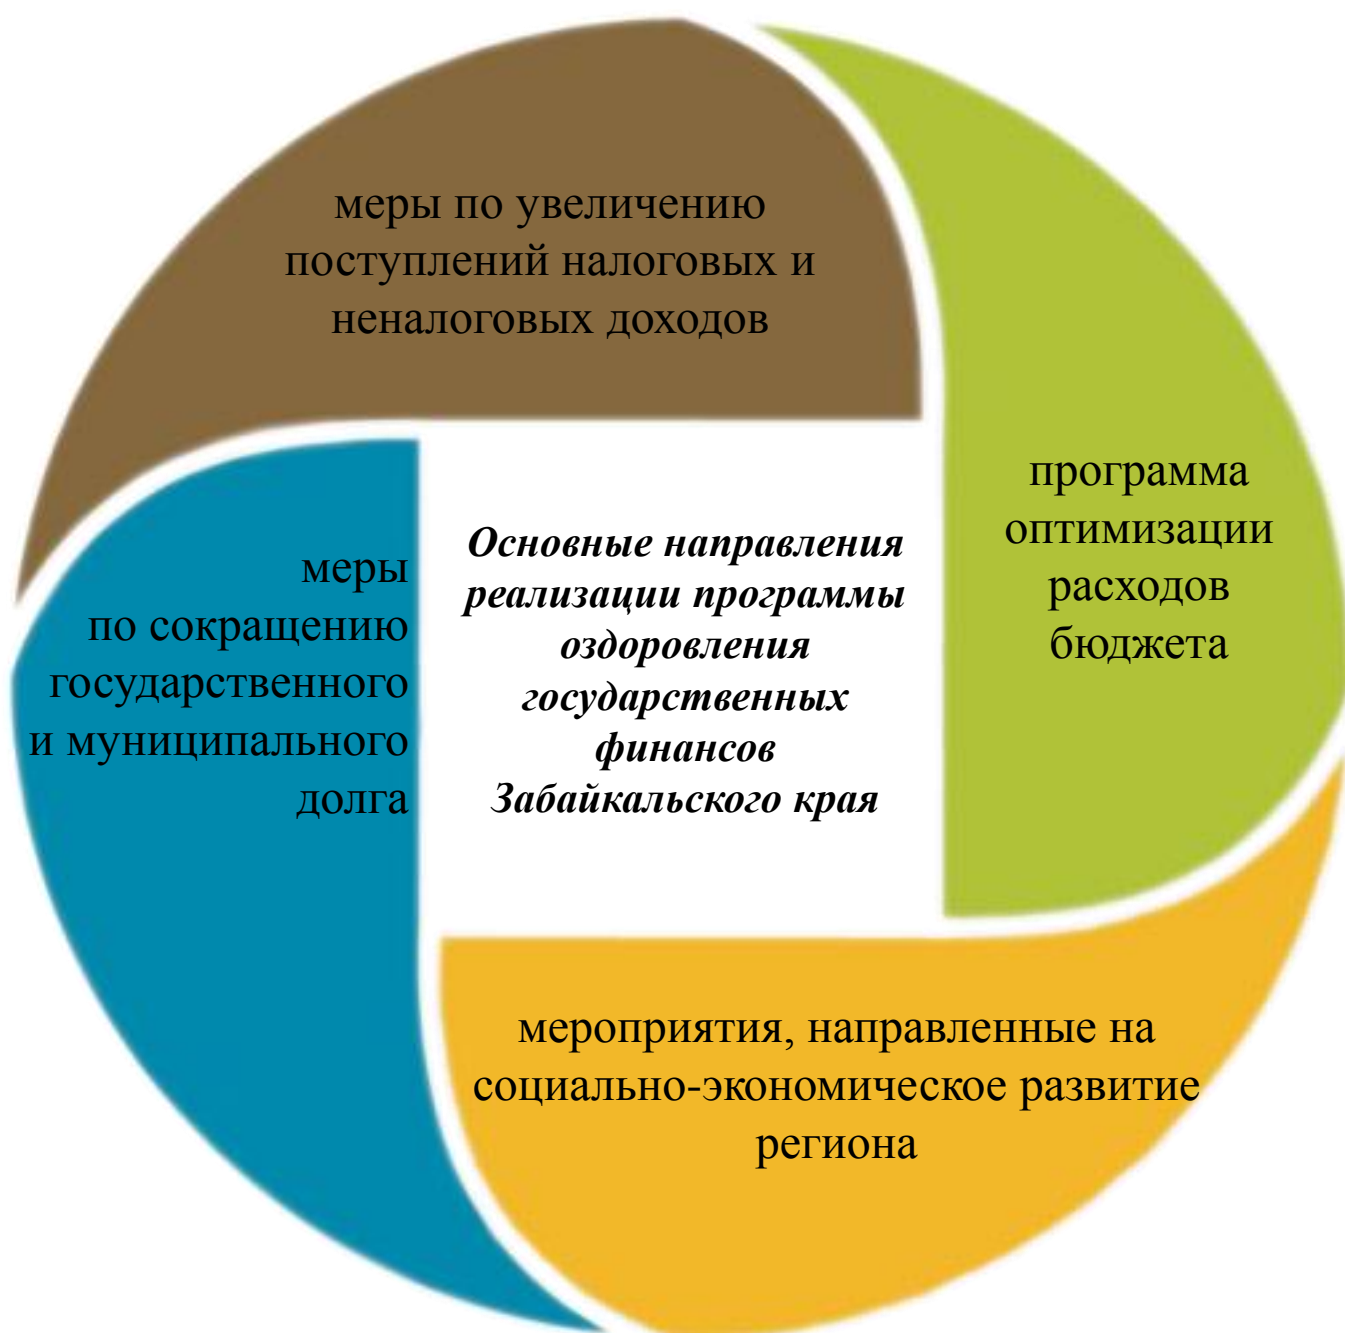 меры по увеличению
поступлений налоговых и
неналоговых доходов
программа
оптимизации
расходов
бюджета
меры
по сокращению
государственного
и муниципального
долга
Основные направления
реализации программы
оздоровления
государственных
финансов
Забайкальского края
мероприятия, направленные на
социально-экономическое развитие
региона